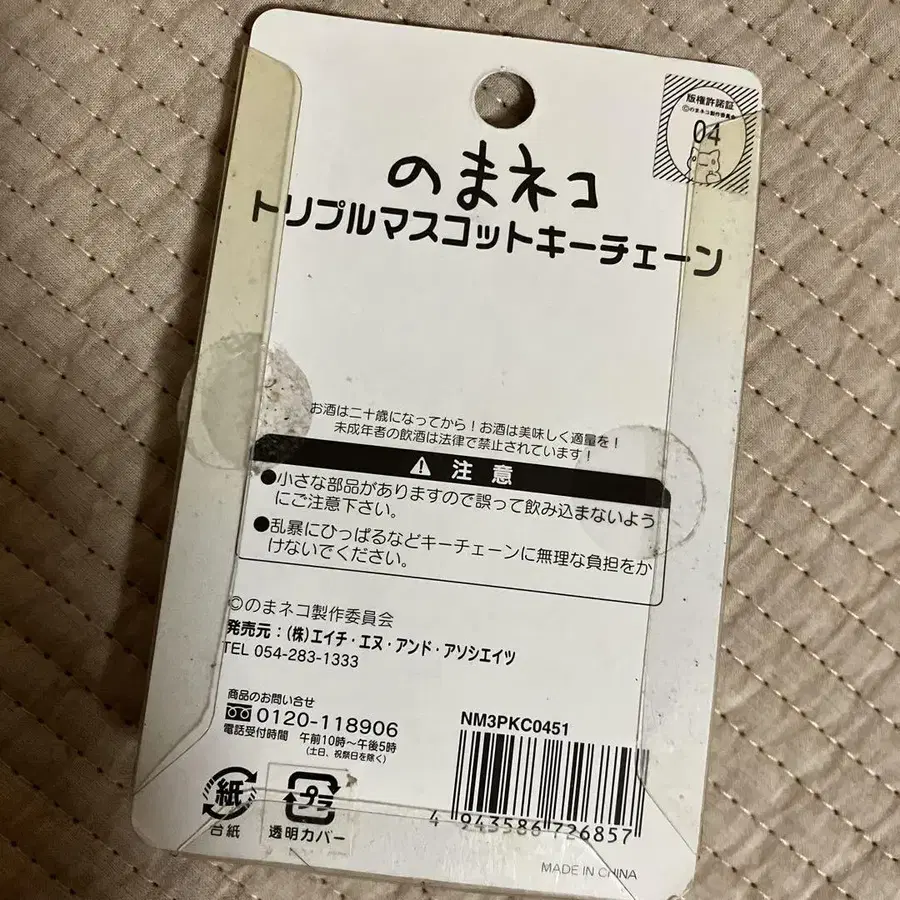 版権許諾証
©のまネコ製作委員会
04
のまネコ
トリプルマスコットキーチェーン
お酒は二十歳になってから！お酒は美味しく適量を！
未成年者の飲酒は法律で禁止されています！
注意
●小さな部品がありますので誤って飲み込まないよう
にご注意下さい。
●乱暴にひっぱるなどキーチェーンに無理な負担をか
けないでください。
©のまネコ製作委員会
発売元：(株)エイチ・エヌ・アンド・アソシエイツ
TEL 054-283-1333
商品のお問い合せ
0120-118906
電話受付時間 午前10時～午後5時
(土日、祝祭日を除く)
NM3PKC0451
4 943586 726857
紙
台紙
プラ
透明カバー
MADE IN CHINA